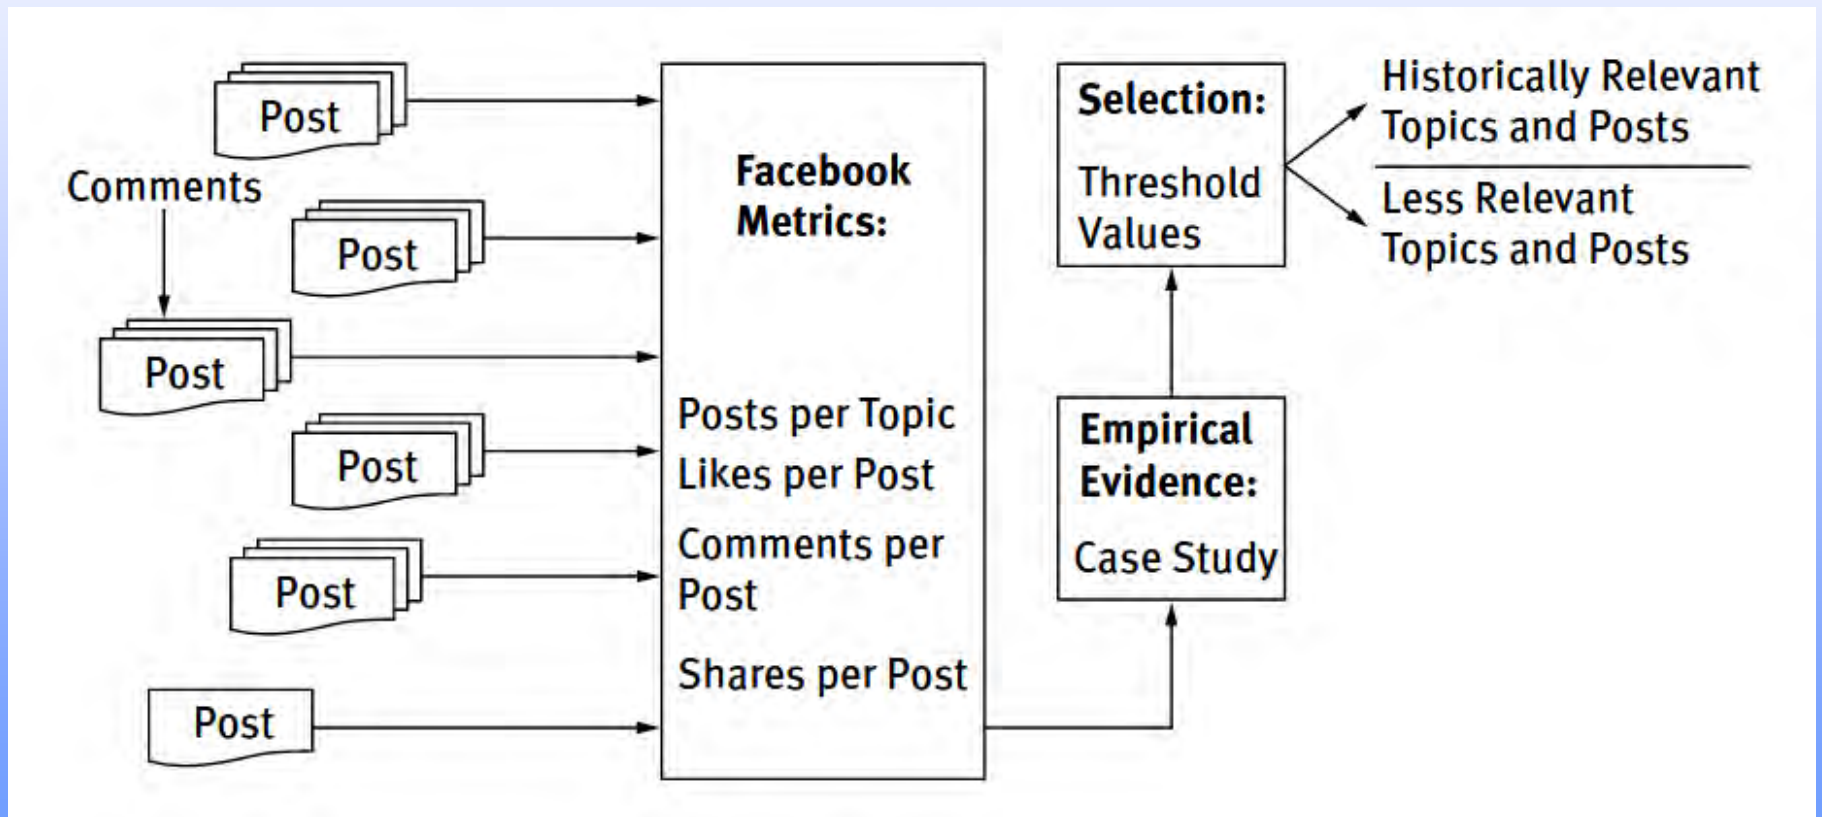 Post
Comments
Post
Post
Post
Post
Post
Facebook
Metrics:
Posts per Topic
Likes per Post
Comments per
Post
Shares per Post
Selection:
Threshold
Values
Empirical
Evidence:
Case Study
Historically Relevant
Topics and Posts
Less Relevant
Topics and Posts